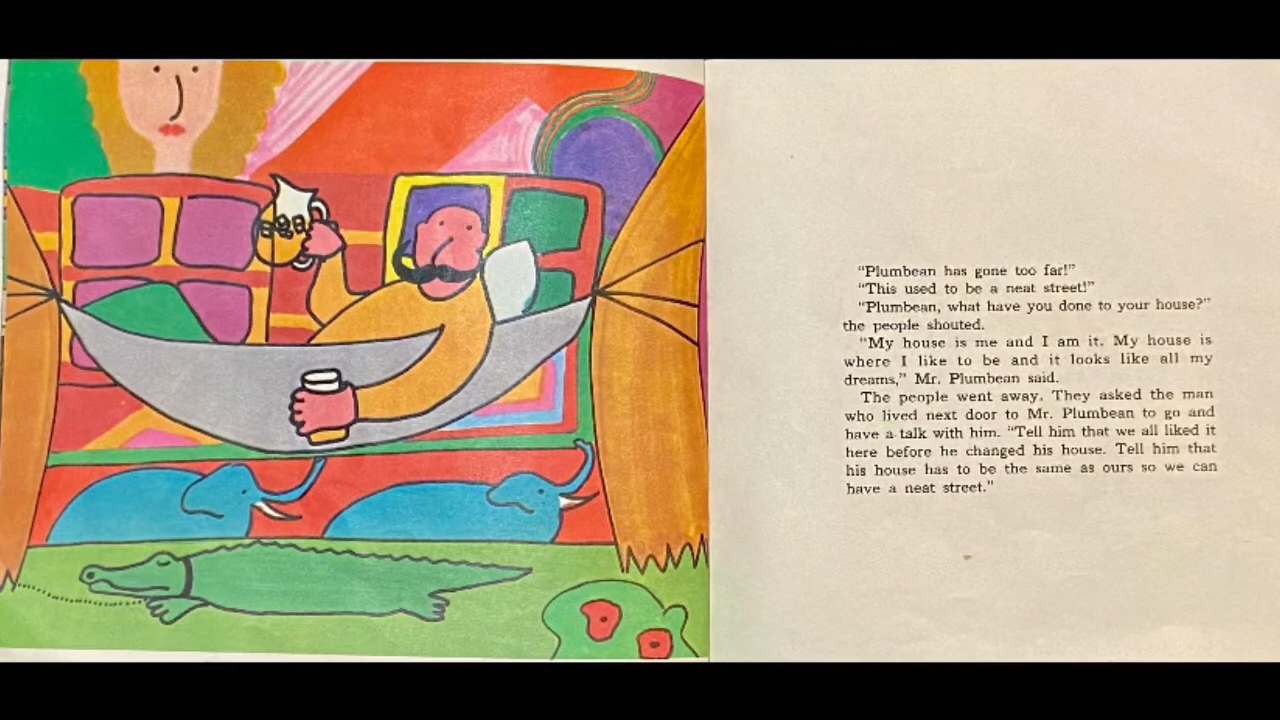 “Plumbean has gone too far!”
“This used to be a neat street!”
“Plumbean, what have you done to your house?”
the people shouted.
“My house is me and I am it. My house is
where I like to be and it looks like all my
dreams,” Mr. Plumbean said.
The people went away. They asked the man
who lived next door to Mr. Plumbean to go and
have a talk with him. “Tell him that we all liked it
here before he changed his house. Tell him that
his house has to be the same as ours so we can
have a neat street.”